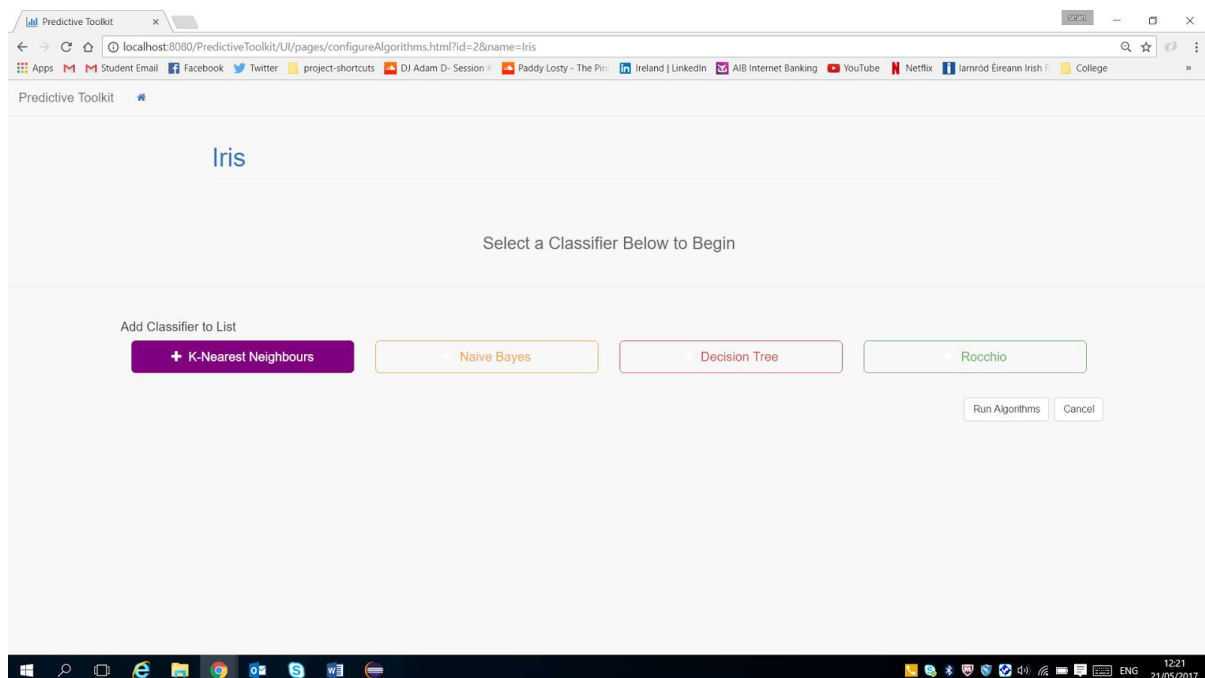 Predictive Toolkit
sean
localhost:8080/PredictiveToolkit/UI/pages/configureAlgorithms.html?id=2&name=Iris
Apps Student Email Facebook Twitter project-shortcuts DJ Adam D- Session Paddy Losty - The Pin Ireland | LinkedIn AIB Internet Banking YouTube Netflix Iarnród Éireann Irish College
Predictive Toolkit
Iris
Select a Classifier Below to Begin
Add Classifier to List
+ K-Nearest Neighbours + Naive Bayes + Decision Tree + Rocchio
Run Algorithms Cancel
ENG 12:21
21/05/2017